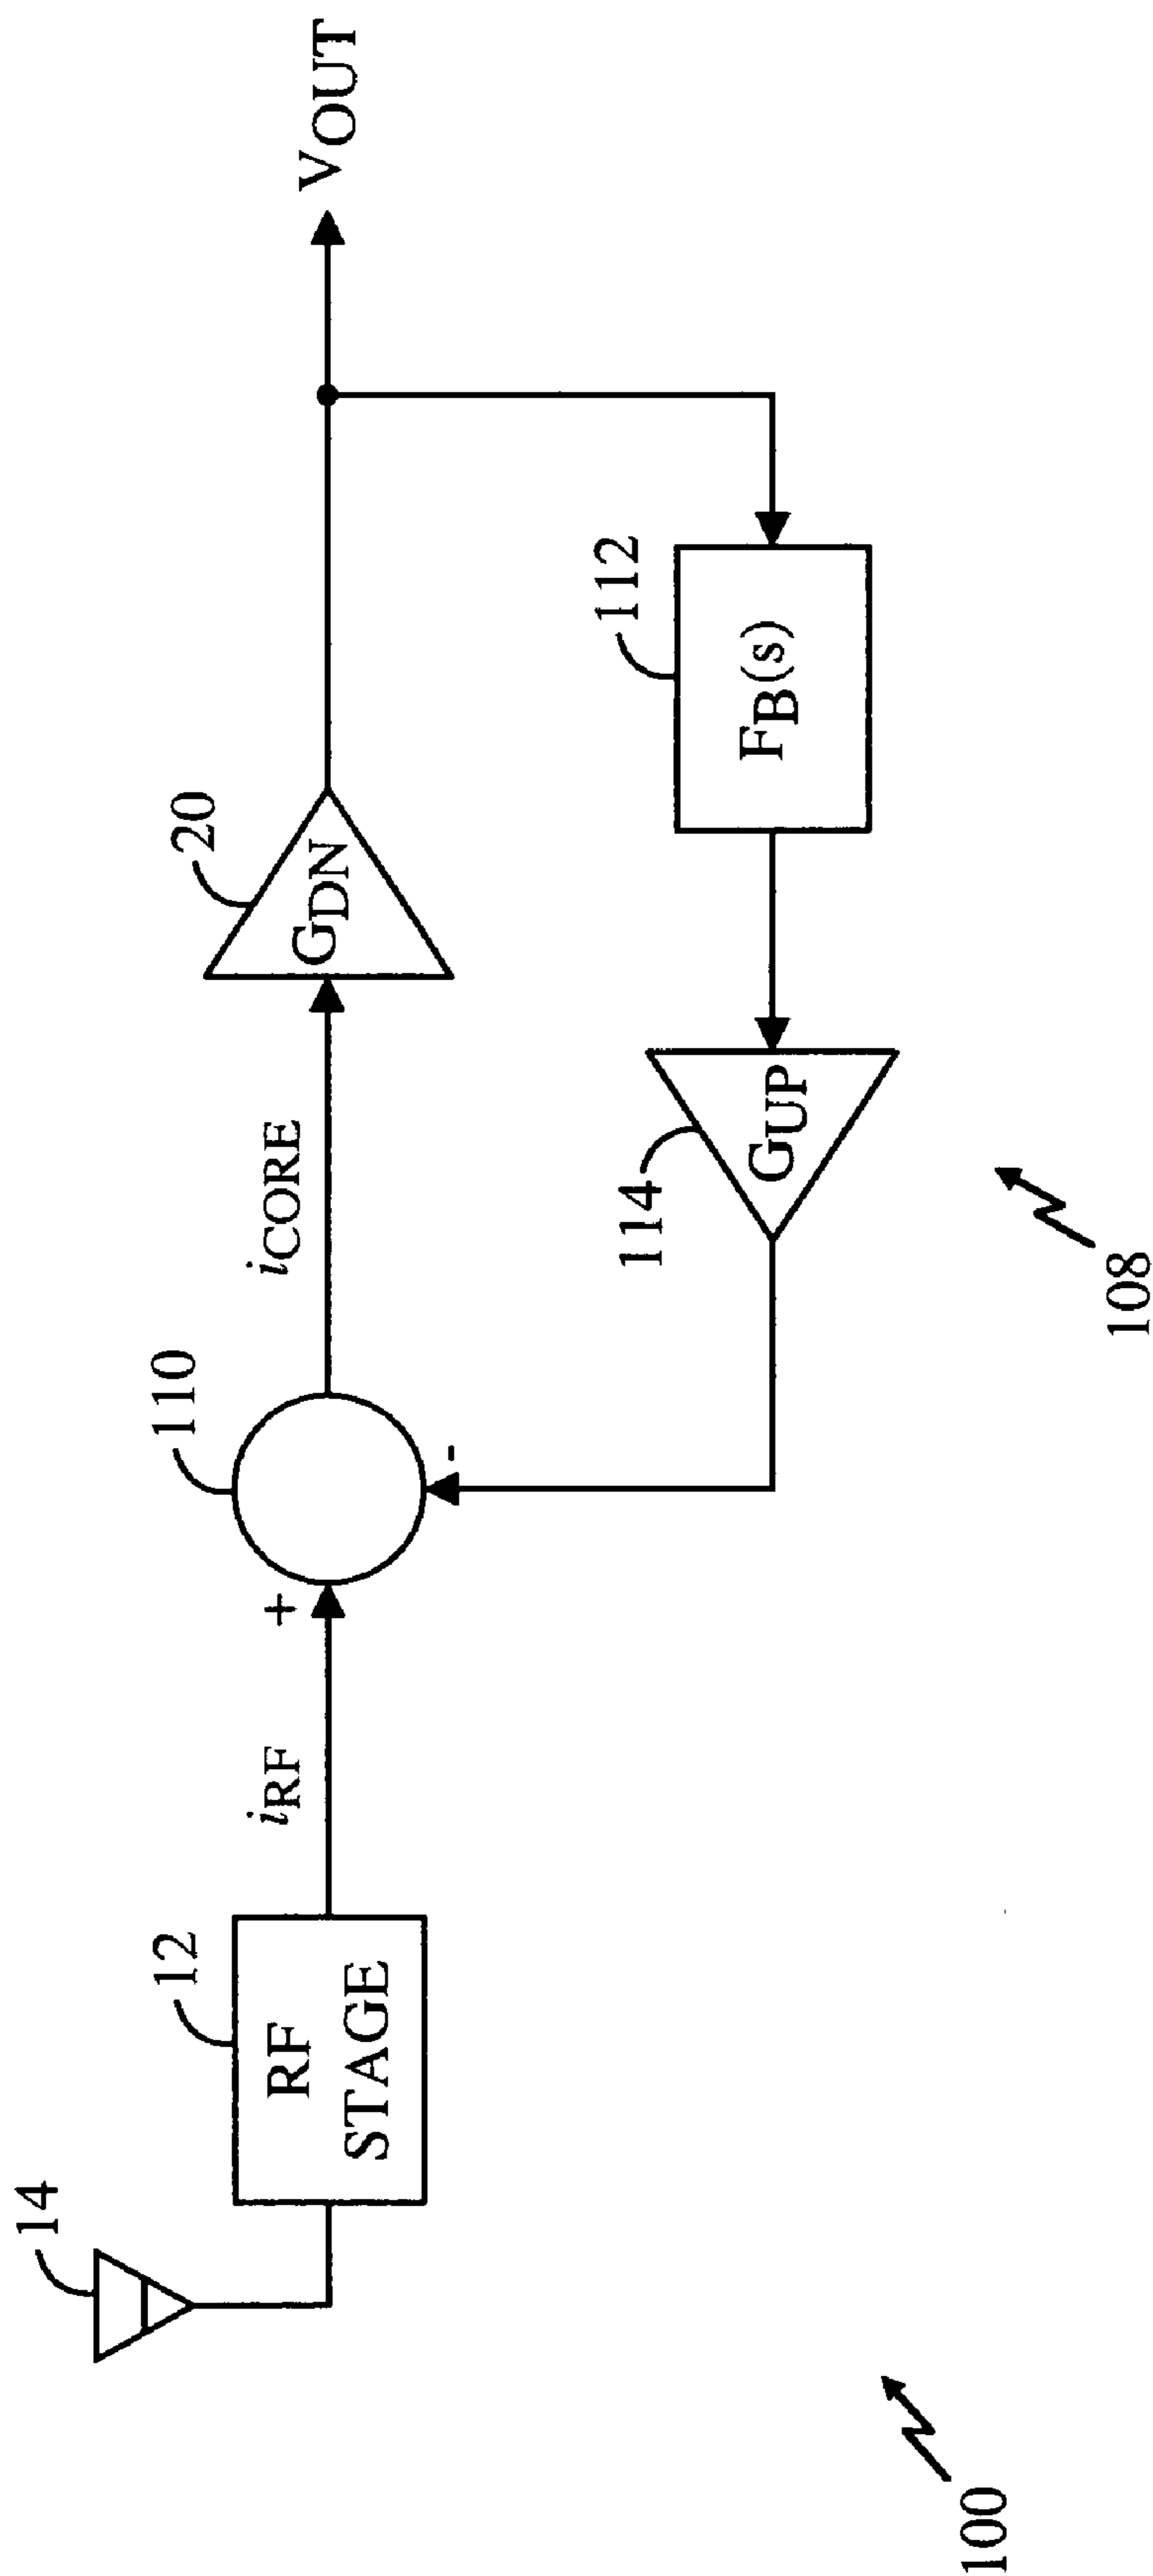 14
12
RF
STAGE
iRF
+
110
-
iCORE
20
GDN
VOUT
112
FB(s)
114
GUP
108
100